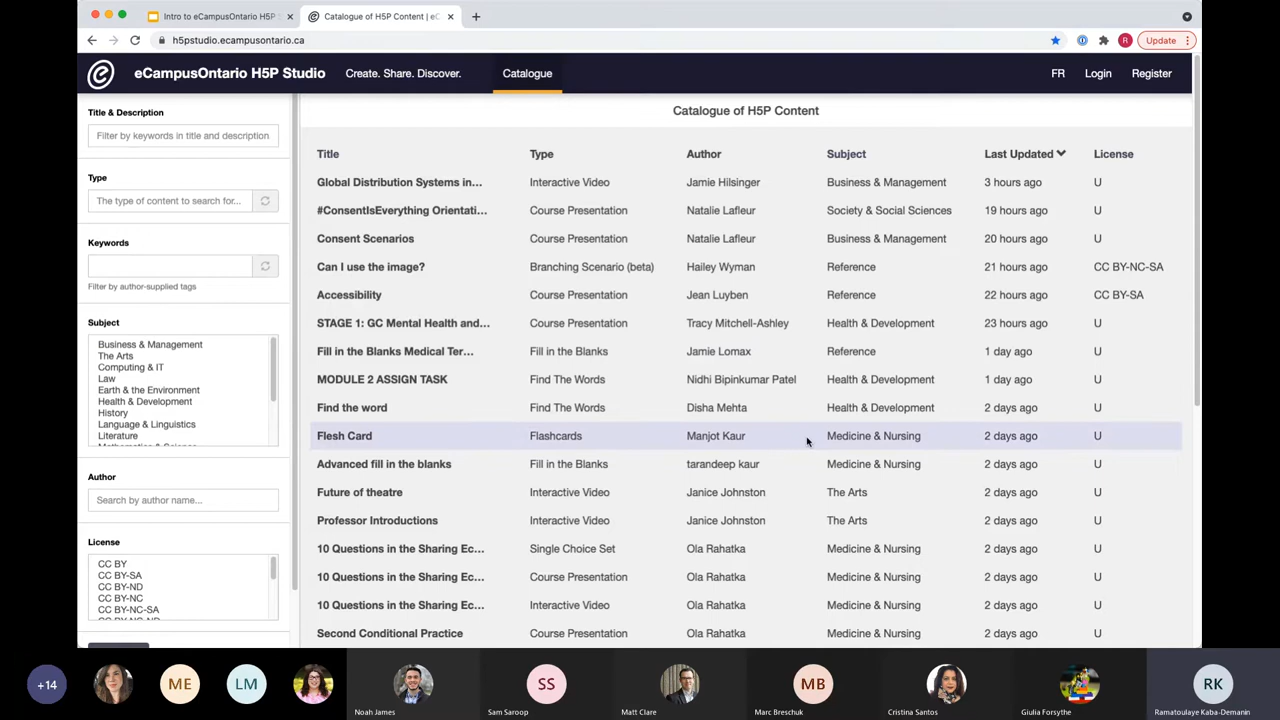 Intro to eCampusOntario H5P S
Catalogue of H5P Content | eC
h5pstudio.ecampusontario.ca
R
Update
eCampusOntario H5P Studio
Create. Share. Discover.
Catalogue
FR
Login
Register
Title & Description
Filter by keywords in title and description
Type
The type of content to search for...
Keywords
Filter by author-supplied tags
Subject
Business & Management
The Arts
Computing & IT
Law
Earth & the Environment
Health & Development
History
Language & Linguistics
Literature
Mathematics & Science
Author
Search by author name...
License
CC BY
CC BY-SA
CC BY-ND
CC BY-NC
CC BY-NC-SA
CC BY-NC-ND
Catalogue of H5P Content
Title Type Author Subject Last Updated License
Global Distribution Systems in... Interactive Video Jamie Hilsinger Business & Management 3 hours ago U
#ConsentIsEverything Orientati... Course Presentation Natalie Lafleur Society & Social Sciences 19 hours ago U
Consent Scenarios Course Presentation Natalie Lafleur Business & Management 20 hours ago U
Can I use the image? Branching Scenario (beta) Hailey Wyman Reference 21 hours ago CC BY-NC-SA
Accessibility Course Presentation Jean Luyben Reference 22 hours ago CC BY-SA
STAGE 1: GC Mental Health and... Course Presentation Tracy Mitchell-Ashley Health & Development 23 hours ago U
Fill in the Blanks Medical Ter... Fill in the Blanks Jamie Lomax Reference 1 day ago U
MODULE 2 ASSIGN TASK Find The Words Nidhi Bipinkumar Patel Health & Development 1 day ago U
Find the word Find The Words Disha Mehta Health & Development 2 days ago U
Flesh Card Flashcards Manjot Kaur Medicine & Nursing 2 days ago U
Advanced fill in the blanks Fill in the Blanks tarandeep kaur Medicine & Nursing 2 days ago U
Future of theatre Interactive Video Janice Johnston The Arts 2 days ago U
Professor Introductions Interactive Video Janice Johnston The Arts 2 days ago U
10 Questions in the Sharing Ec... Single Choice Set Ola Rahatka Medicine & Nursing 2 days ago U
10 Questions in the Sharing Ec... Course Presentation Ola Rahatka Medicine & Nursing 2 days ago U
10 Questions in the Sharing Ec... Interactive Video Ola Rahatka Medicine & Nursing 2 days ago U
Second Conditional Practice Course Presentation Ola Rahatka Medicine & Nursing 2 days ago U
+14 ME LM SS MB RK
Noah James Sam Saroop Matt Clare Marc Breschuk Cristina Santos Giulia Forsythe Ramatoulaye Kaba-Demanin